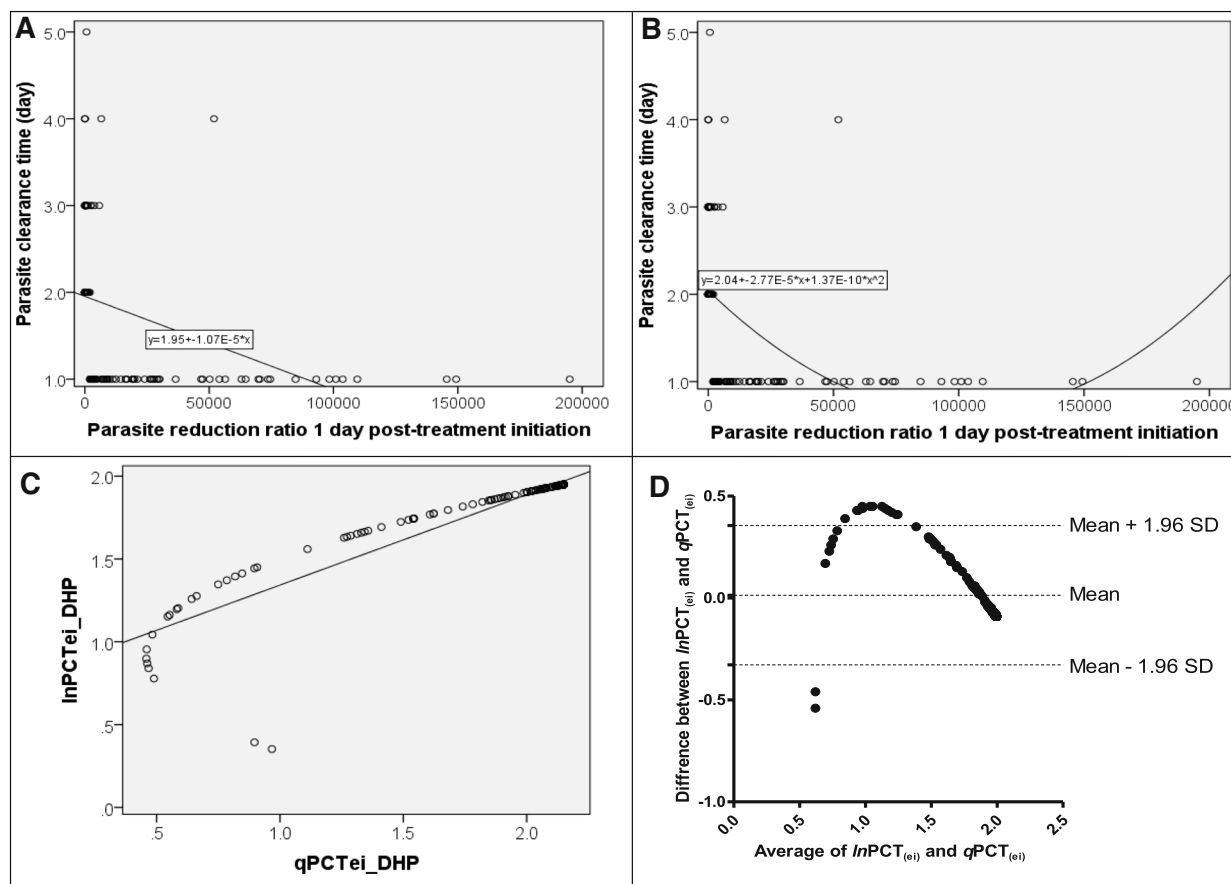 A
Parasite clearance time (day)
5.0
4.0
3.0
2.0
1.0
y=1.95+-1.07E-5*x
0
50000
100000
150000
200000
Parasite reduction ratio 1 day post-treatment initiation
B
Parasite clearance time (day)
5.0
4.0
3.0
2.0
1.0
y=2.04+-2.77E-5*x+1.37E-10*x^2
0
50000
100000
150000
200000
Parasite reduction ratio 1 day post-treatment initiation
C
lnPCTei_DHP
2.0
1.5
1.0
.5
.0
.5
1.0
1.5
2.0
qPCTei_DHP
D
Diffrence between lnPCT(ei) and qPCT(ei)
0.5
0.0
-0.5
-1.0
Mean + 1.96 SD
Mean
Mean - 1.96 SD
0.0
0.5
1.0
1.5
2.0
2.5
Average of lnPCT(ei) and qPCT(ei)